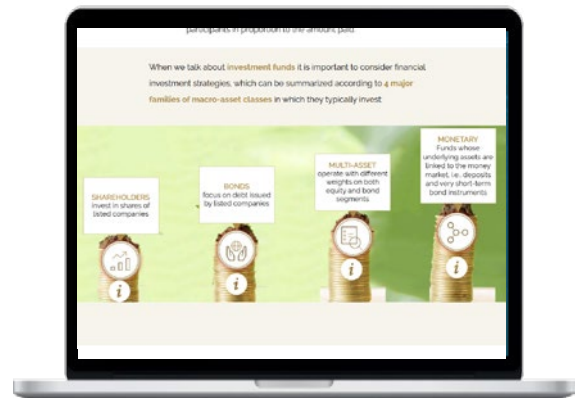 participants in proportion to the amount paid.
When we talk about investment funds it is important to consider financial
investment strategies, which can be summarized according to 4 major
families of macro-asset classes in which they typically invest
SHAREHOLDERS
invest in shares of
listed companies
BONDS
focus on debt issued
by listed companies
MULTI-ASSET
operate with different
weights on both
equity and bond
segments
MONETARY
Funds whose
underlying assets are
linked to the money
market, i.e., deposits
and very short-term
bond instruments
i
i
i
i